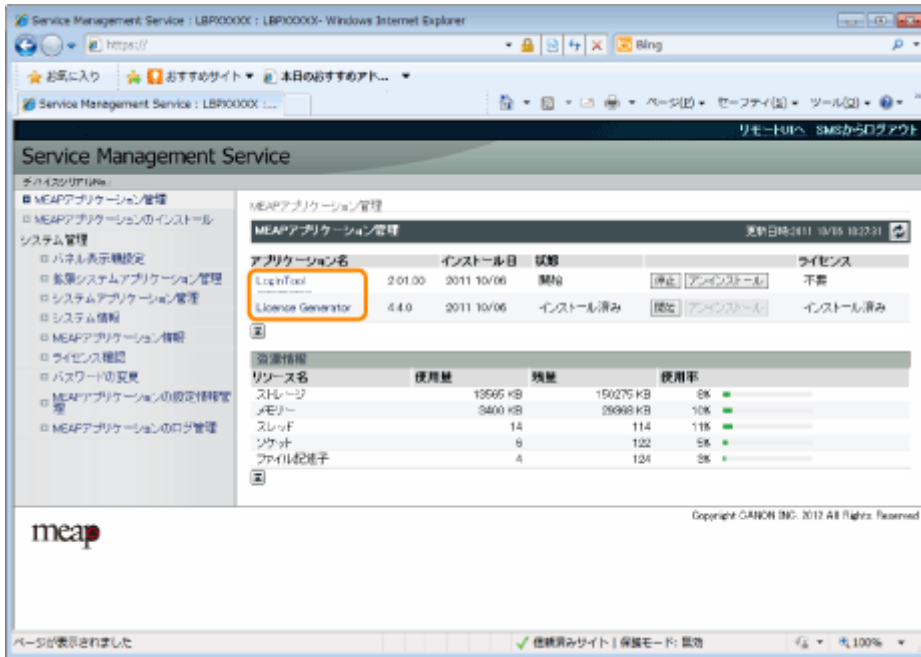 Service Management Service : LBPXXXXX : LBPXXXXX- Windows Internet Explorer
https://
Bing
お気に入り おすすめサイト 本日のおすすめアド...
Service Management Service : LBPXXXXX :...
ページ(P) セーフティ(S) ツール(O)
リモートUIへ SMSからログアウト
Service Management Service
デバイスシリアルNo.:
MEAPアプリケーション管理
MEAPアプリケーションのインストール
システム管理
パネル表示順設定
拡張システムアプリケーション管理
システムアプリケーション管理
システム情報
MEAPアプリケーション情報
ライセンス確認
パスワードの変更
MEAPアプリケーションの設定情報管理
MEAPアプリケーションのログ管理
MEAPアプリケーション管理
MEAPアプリケーション管理 更新日時:2011 10/06 10:27:31
アプリケーション名 インストール日 状態 ライセンス
LoginTool 2.01.00 2011 10/06 開始 停止 アンインストール 不要
Licence Generator 4.4.0 2011 10/06 インストール済み 開始 アンインストール インストール済み
資源情報
リソース名 使用量 残量 使用率
ストレージ 13565 KB 150275 KB 8%
メモリー 3400 KB 29368 KB 10%
スレッド 14 114 11%
ソケット 6 122 5%
ファイル記述子 4 124 3%
Copyright CANON INC. 2012 All Rights Reserved
meap
ページが表示されました 信頼済みサイト | 保護モード: 無効 100%